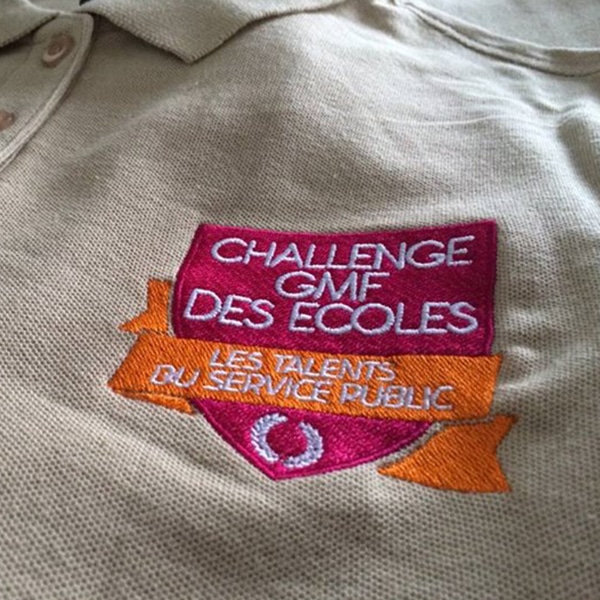 CHALLENGE
GMF
DES ECOLES
LES TALENTS
DU SERVICE PUBLIC